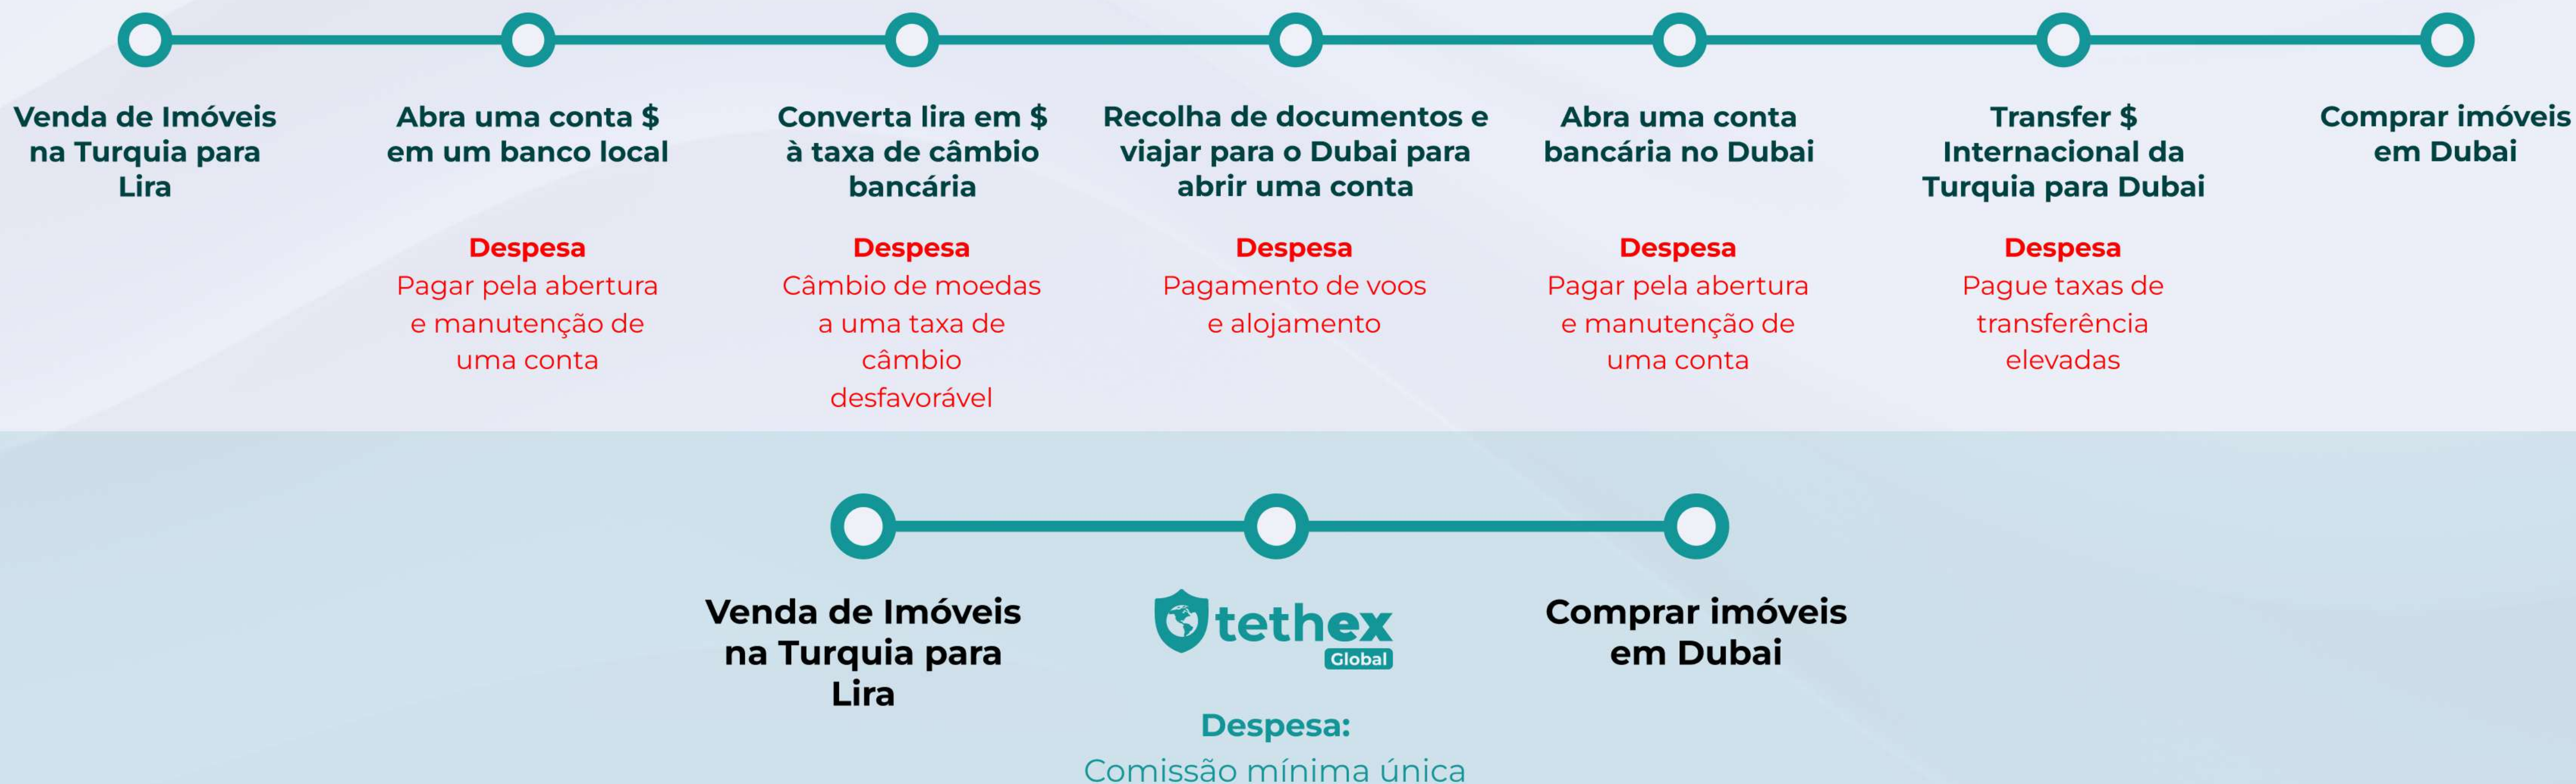 Venda de Imóveis
na Turquia para
Lira
Abra uma conta $
em um banco local
Despesa
Pagar pela abertura
e manutenção de
uma conta
Converta lira em $
à taxa de câmbio
bancária
Despesa
Câmbio de moedas
a uma taxa de
câmbio
desfavorável
Recolha de documentos e
viajar para o Dubai para
abrir uma conta
Despesa
Pagamento de voos
e alojamento
Abra uma conta
bancária no Dubai
Despesa
Pagar pela abertura
e manutenção de
uma conta
Transfer $
Internacional da
Turquia para Dubai
Despesa
Pague taxas de
transferência
elevadas
Comprar imóveis
em Dubai
Venda de Imóveis
na Turquia para
Lira
tethex
Global
Despesa:
Comissão mínima única
Comprar imóveis
em Dubai